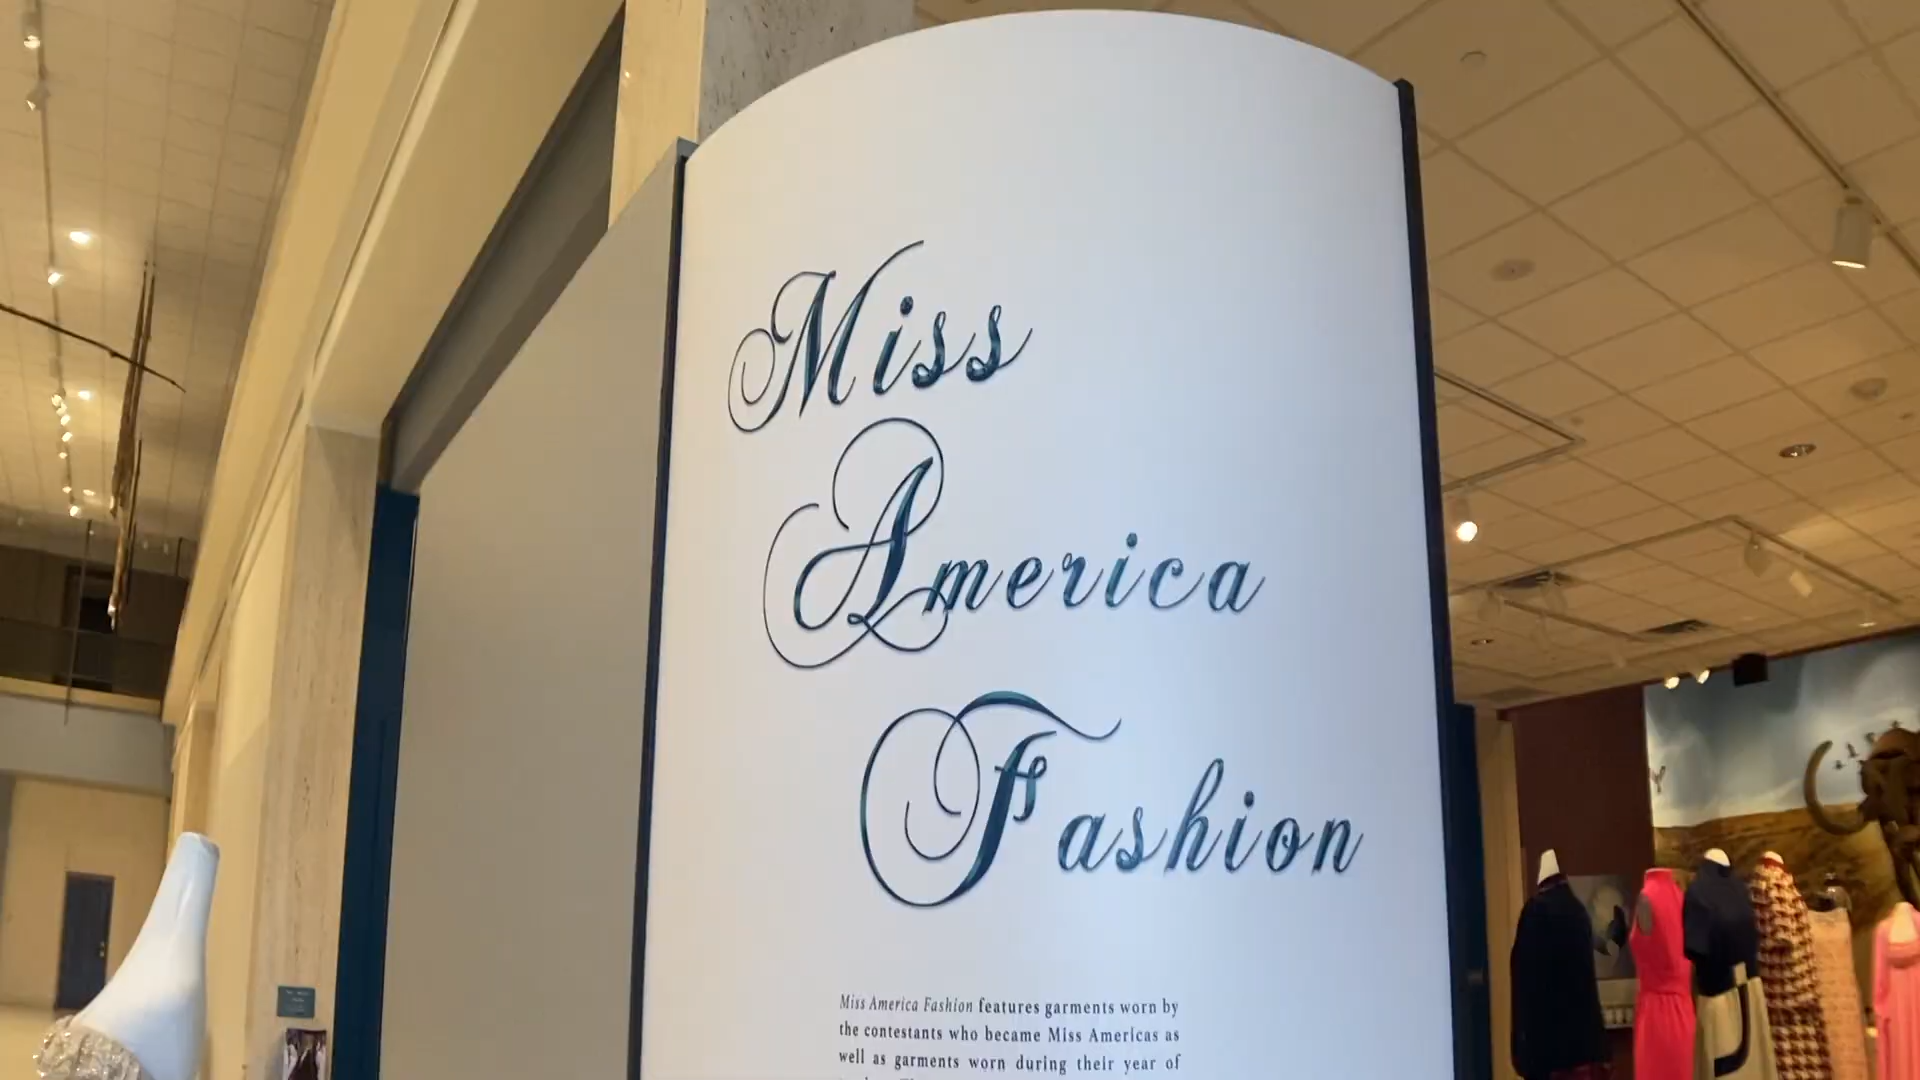 Miss
America
Fashion
Miss America Fashion features garments worn by
the contestants who became Miss Americas as
well as garments worn during their year of